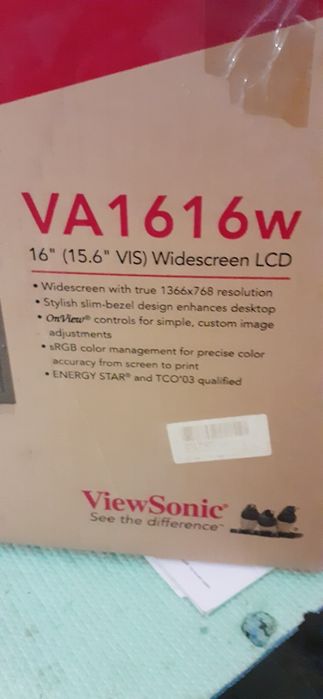 VA1616w
16" (15.6" VIS) Widescreen LCD
• Widescreen with true 1366x768 resolution
• Stylish slim-bezel design enhances desktop
• OnView® controls for simple, custom image
adjustments
• sRGB color management for precise color
accuracy from screen to print
• ENERGY STAR® and TCO'03 qualified
ViewSonic®
See the difference™